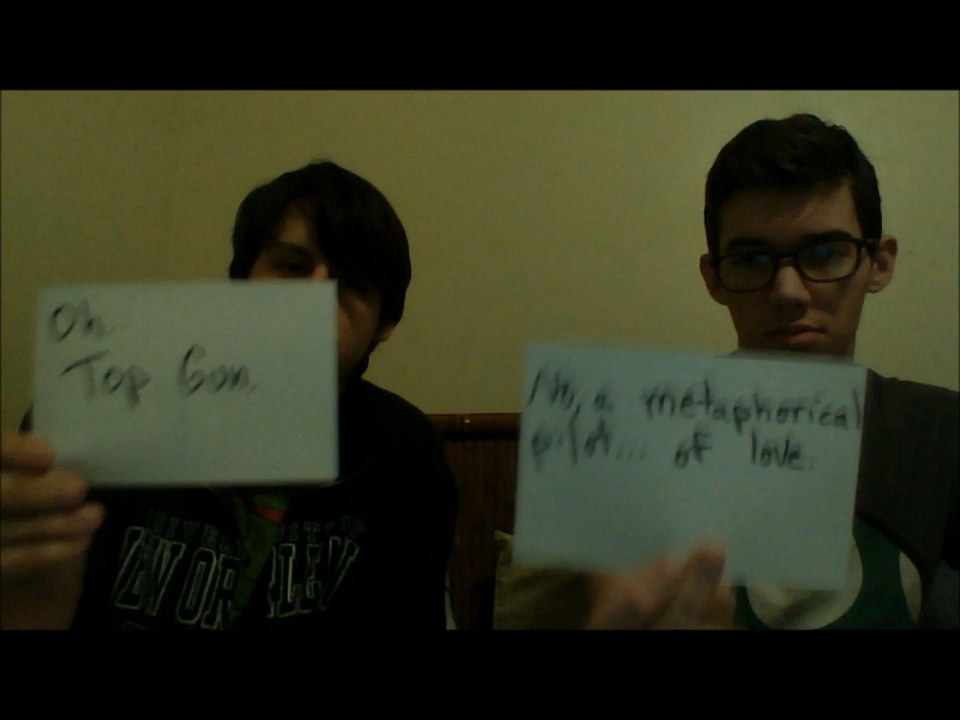 Oh.
Top Gun.
No, a metaphorical
pilot... of love.